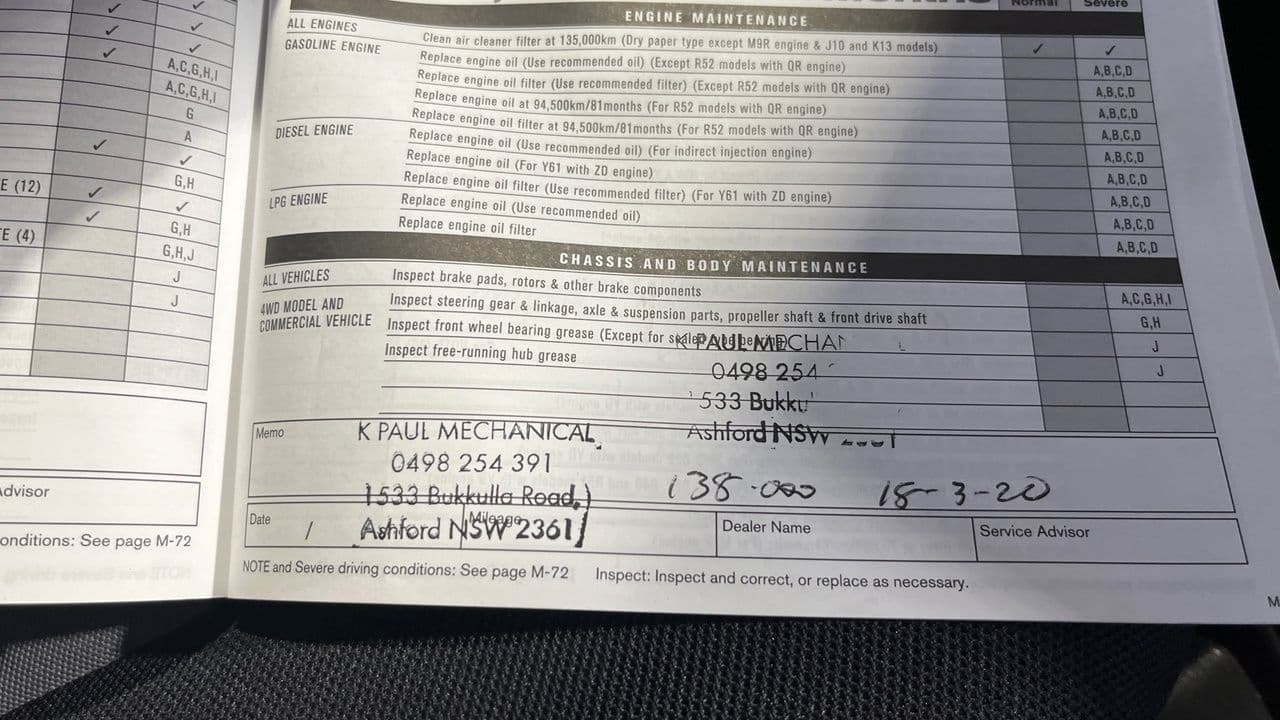 ✓
✓
✓
✓
✓
A,C,G,H,I
A,C,G,H,I
G
A
✓
✓
G,H
E (12)
✓
✓
✓
G,H
E (4)
G,H,J
J
J
Advisor
onditions: See page M-72
Normal Severe
ENGINE MAINTENANCE
ALL ENGINES Clean air cleaner filter at 135,000km (Dry paper type except M9R engine & J10 and K13 models) ✓ ✓
GASOLINE ENGINE Replace engine oil (Use recommended oil) (Except R52 models with QR engine) A,B,C,D
Replace engine oil filter (Use recommended filter) (Except R52 models with QR engine) A,B,C,D
Replace engine oil at 94,500km/81months (For R52 models with QR engine) A,B,C,D
Replace engine oil filter at 94,500km/81months (For R52 models with QR engine) A,B,C,D
DIESEL ENGINE Replace engine oil (Use recommended oil) (For indirect injection engine) A,B,C,D
Replace engine oil (For Y61 with ZD engine) A,B,C,D
Replace engine oil filter (Use recommended filter) (For Y61 with ZD engine) A,B,C,D
LPG ENGINE Replace engine oil (Use recommended oil) A,B,C,D
Replace engine oil filter A,B,C,D
CHASSIS AND BODY MAINTENANCE
ALL VEHICLES Inspect brake pads, rotors & other brake components A,C,G,H,I
4WD MODEL AND COMMERCIAL VEHICLE Inspect steering gear & linkage, axle & suspension parts, propeller shaft & front drive shaft G,H
Inspect front wheel bearing grease (Except for sealed type bearing) J
Inspect free-running hub grease J
K PAUL MECHAN
0498 254
533 Bukku
Ashford NSW
Memo
K PAUL MECHANICAL
0498 254 391
1533 Bukkulla Road,
Ashford NSW 2361
138-000 18-3-20
Date / Mileage Dealer Name Service Advisor
NOTE and Severe driving conditions: See page M-72 Inspect: Inspect and correct, or replace as necessary.
M